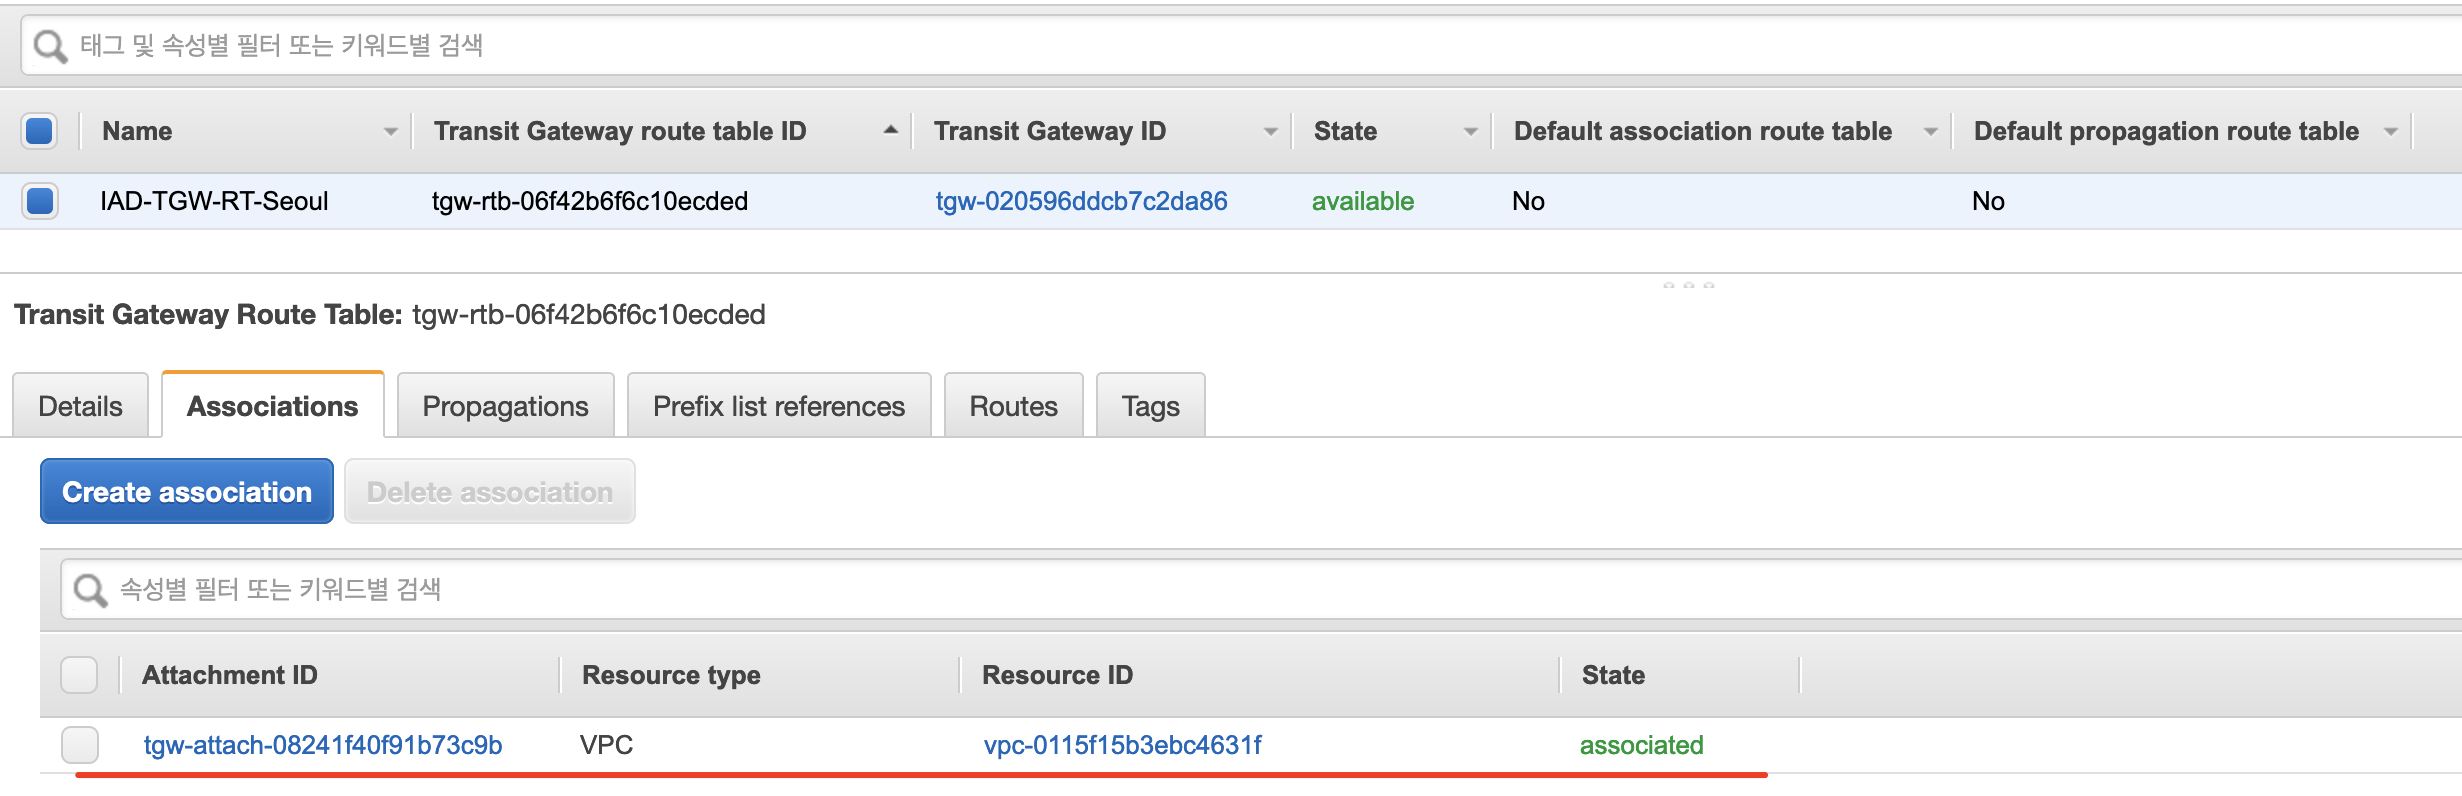 태그 및 속성별 필터 또는 키워드별 검색
Name Transit Gateway route table ID Transit Gateway ID State Default association route table Default propagation route table
IAD-TGW-RT-Seoul tgw-rtb-06f42b6f6c10ecded tgw-020596ddcb7c2da86 available No No
Transit Gateway Route Table: tgw-rtb-06f42b6f6c10ecded
Details Associations Propagations Prefix list references Routes Tags
Create association Delete association
속성별 필터 또는 키워드별 검색
Attachment ID Resource type Resource ID State
tgw-attach-08241f40f91b73c9b VPC vpc-0115f15b3ebc4631f associated